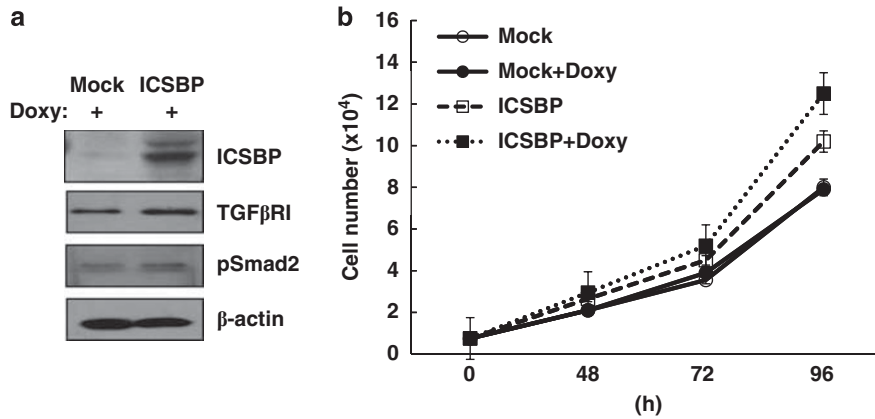 a
Mock ICSBP
Doxy: + +
ICSBP
TGFβRI
pSmad2
β-actin
b
16
14
12
10
8
6
4
2
0
Cell number (x10⁴)
Mock
Mock+Doxy
ICSBP
ICSBP+Doxy
0 48 72 96
(h)